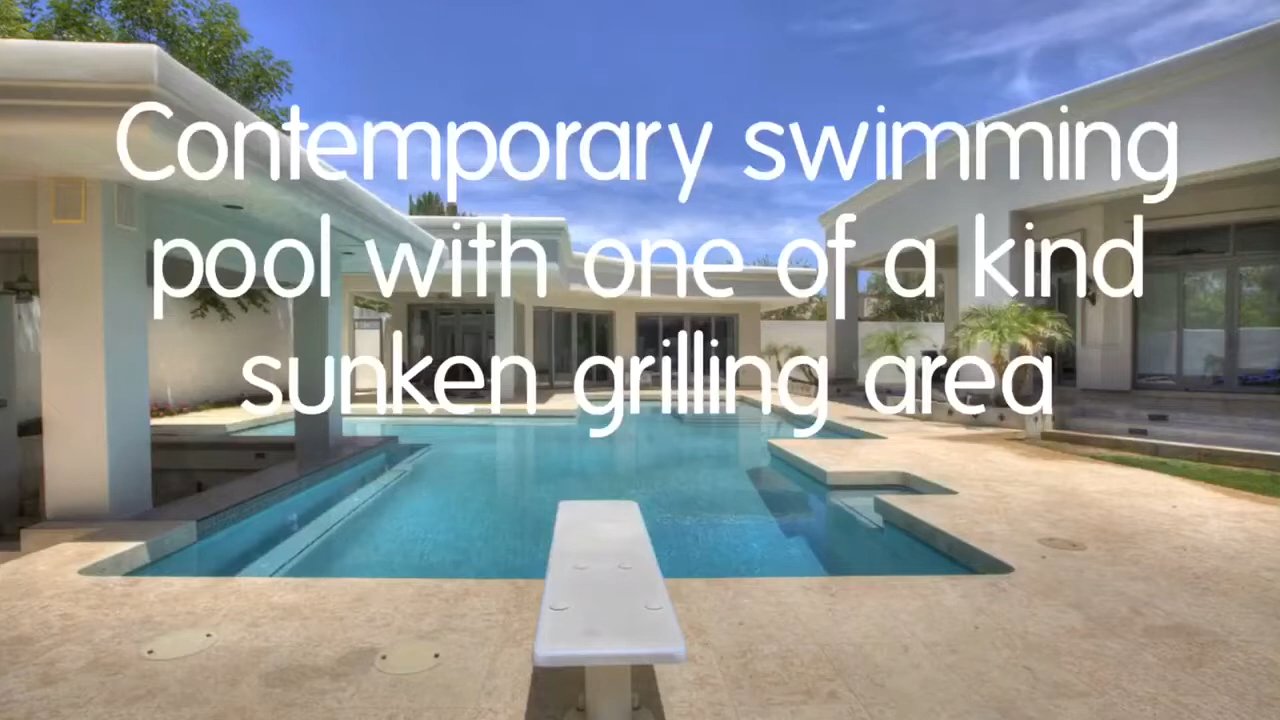 Contemporary swimming
pool with one of a kind
sunken grilling area